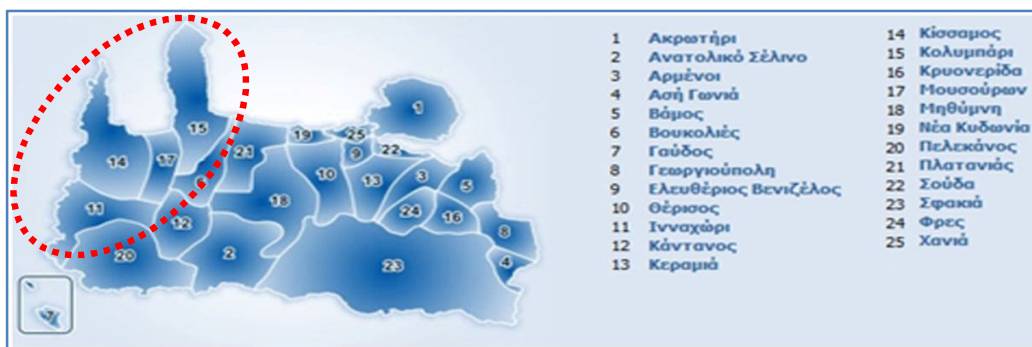 15
1
14
17
19
25
22
9
21
6
10
13
3
5
18
11
12
24
16
8
20
2
23
4
7
1 Ακρωτήρι
2 Ανατολικό Σέλινο
3 Αρμένοι
4 Ασή Γωνιά
5 Βάμος
6 Βουκολιές
7 Γαύδος
8 Γεωργιούπολη
9 Ελευθέριος Βενιζέλος
10 Θέρισος
11 Ινναχώρι
12 Κάντανος
13 Κεραμιά
14 Κίσσαμος
15 Κολυμπάρι
16 Κρυονερίδα
17 Μουσούρων
18 Μηθύμνη
19 Νέα Κυδωνία
20 Πελεκάνος
21 Πλατανιάς
22 Σούδα
23 Σφακιά
24 Φρες
25 Χανιά